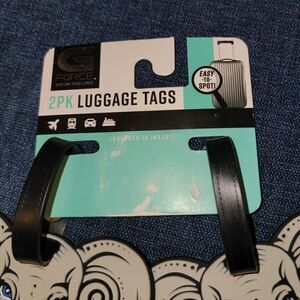 G
FORCE
EXPLORE EXCELLENCE
2PK LUGGAGE TAGS
EASY
-TO-
SPOT!
INCLUDES ID INSERT